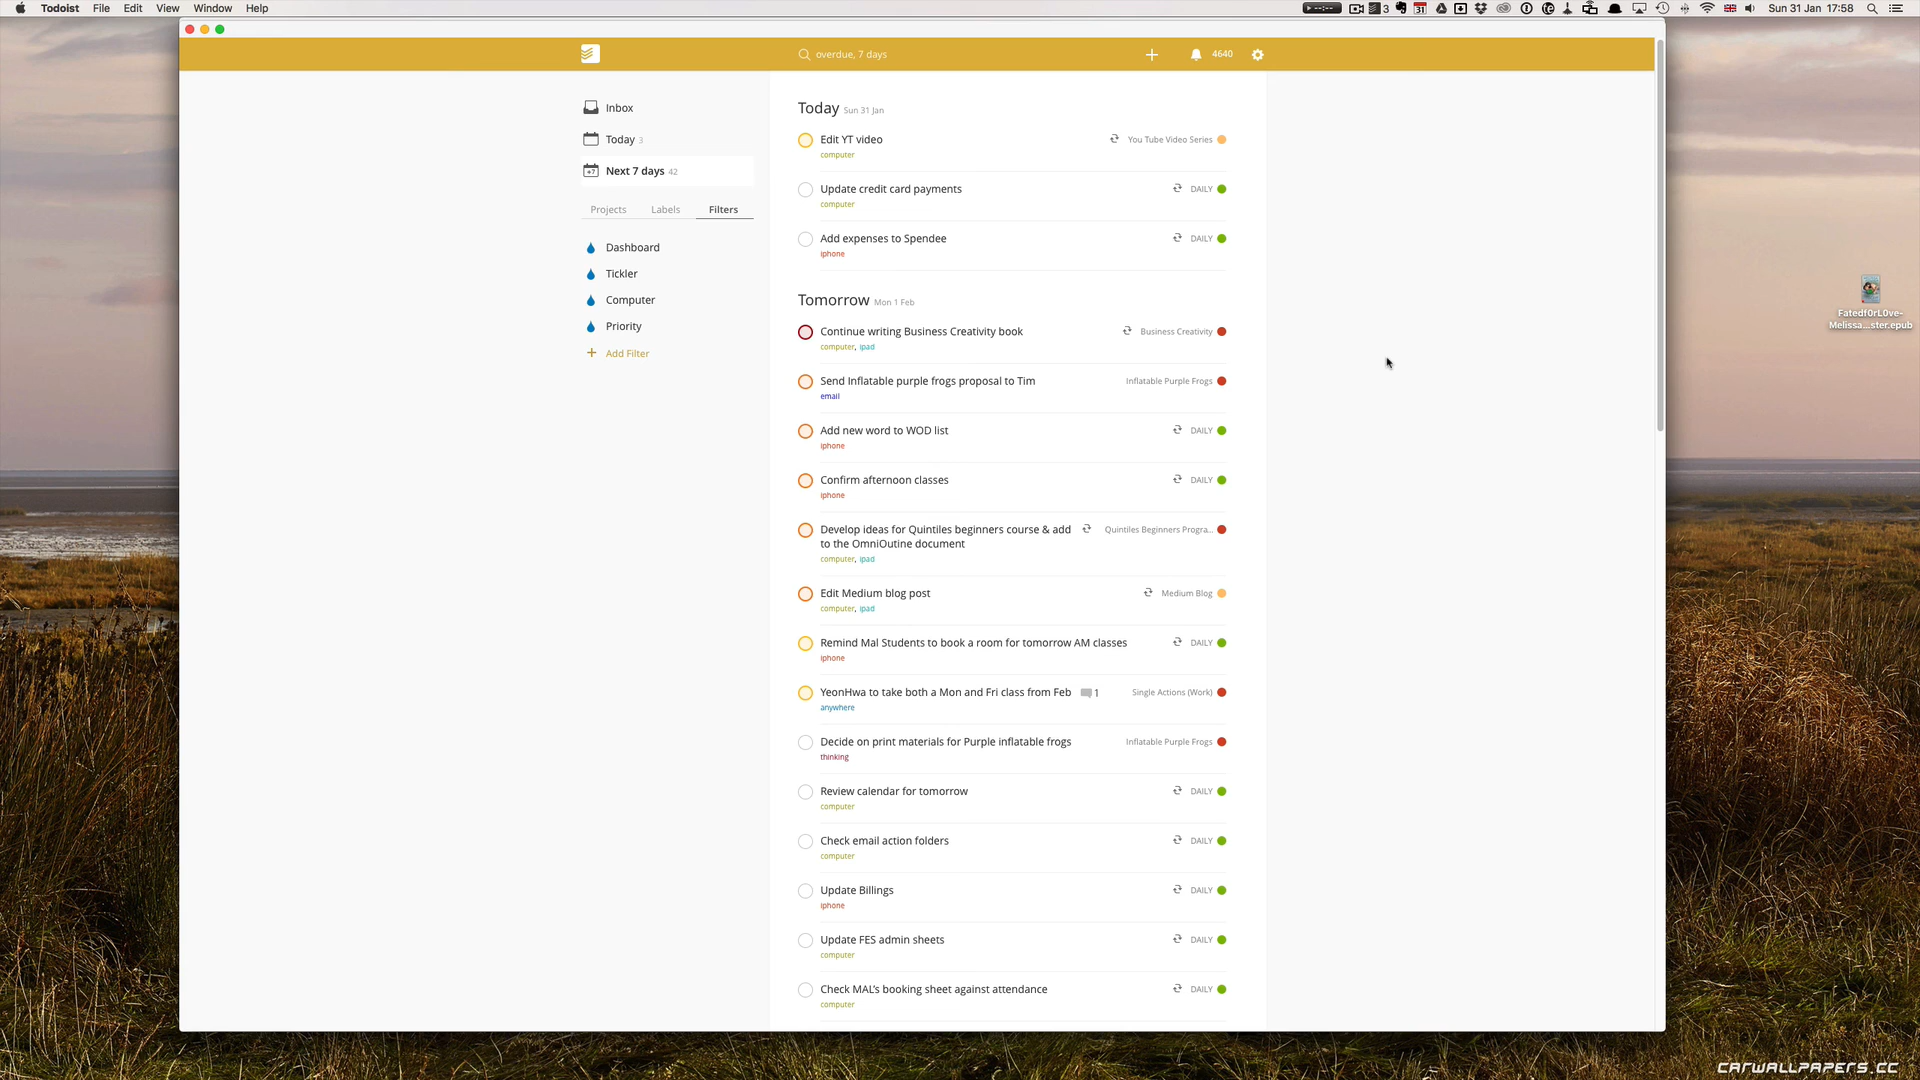 Todoist File Edit View Window Help
--:-- 3 31 Sun 31 Jan 17:58
overdue, 7 days
4640
Inbox
Today 3
+7 Next 7 days 42
Projects Labels Filters
Dashboard
Tickler
Computer
Priority
+ Add Filter
Today Sun 31 Jan
Edit YT video You Tube Video Series
computer
Update credit card payments DAILY
computer
Add expenses to Spendee DAILY
iphone
Tomorrow Mon 1 Feb
Continue writing Business Creativity book Business Creativity
computer, ipad
Send Inflatable purple frogs proposal to Tim Inflatable Purple Frogs
email
Add new word to WOD list DAILY
iphone
Confirm afternoon classes DAILY
iphone
Develop ideas for Quintiles beginners course & add Quintiles Beginners Progra...
to the OmniOutine document
computer, ipad
Edit Medium blog post Medium Blog
computer, ipad
Remind Mal Students to book a room for tomorrow AM classes DAILY
iphone
YeonHwa to take both a Mon and Fri class from Feb 1 Single Actions (Work)
anywhere
Decide on print materials for Purple inflatable frogs Inflatable Purple Frogs
thinking
Review calendar for tomorrow DAILY
computer
Check email action folders DAILY
computer
Update Billings DAILY
iphone
Update FES admin sheets DAILY
computer
Check MAL's booking sheet against attendance DAILY
computer
Fatedf0rL0ve-
Melissa...ster.epub
CARWALLPAPERS.CC